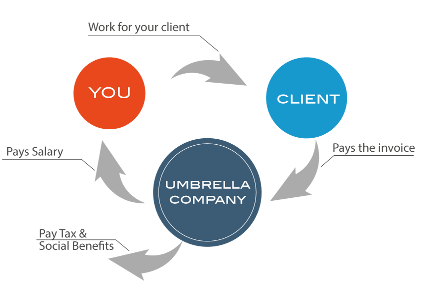 Work for your client
YOU
CLIENT
Pays Salary
UMBRELLA
COMPANY
Pays the invoice
Pay Tax &
Social Benefits